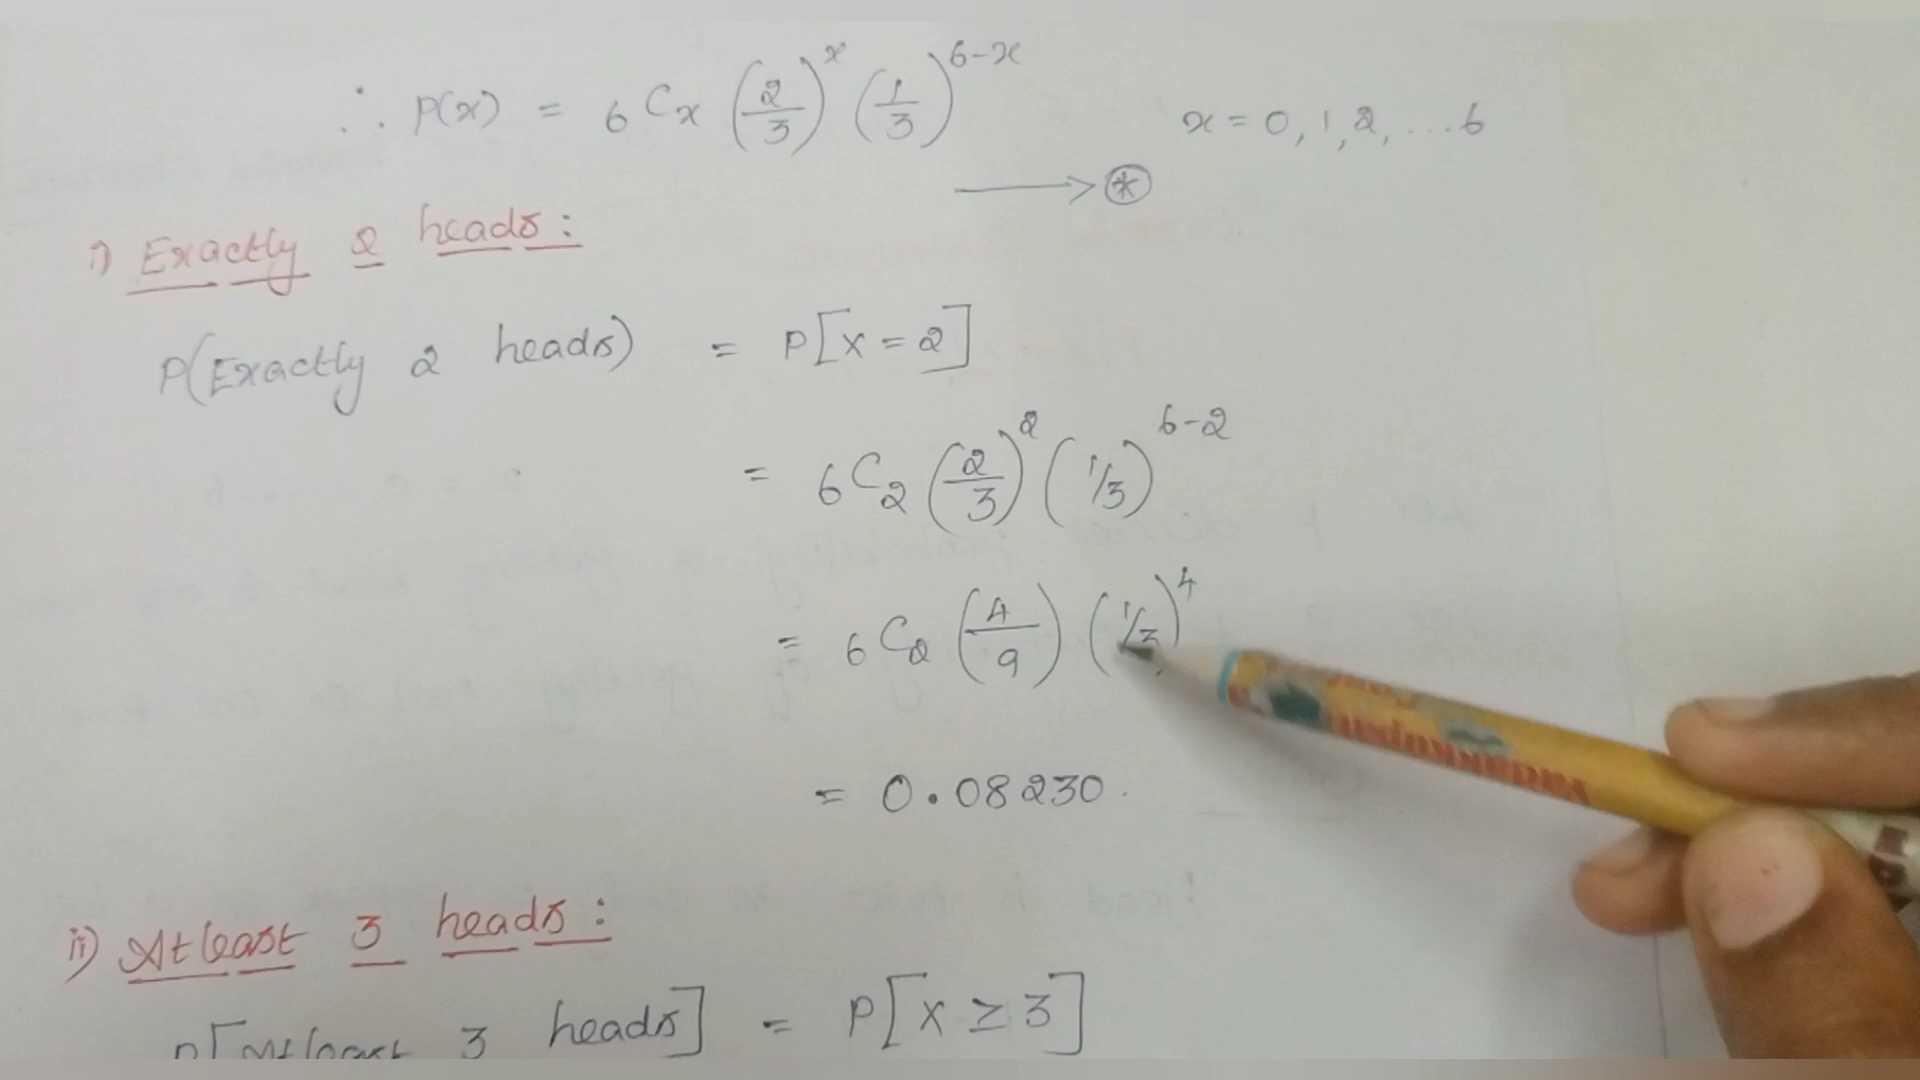 ∴ P(x) = 6Cx (2/3)^x (1/3)^6-x x = 0, 1, 2, ...6
→ ⊛
i) Exactly 2 heads:
P(Exactly 2 heads) = P[X = 2]
= 6C2 (2/3)^2 (1/3)^6-2
= 6C2 (4/9) (1/3)^4
= 0.08230.
ii) Atleast 3 heads:
P[Atleast 3 heads] = P[X ≥ 3]